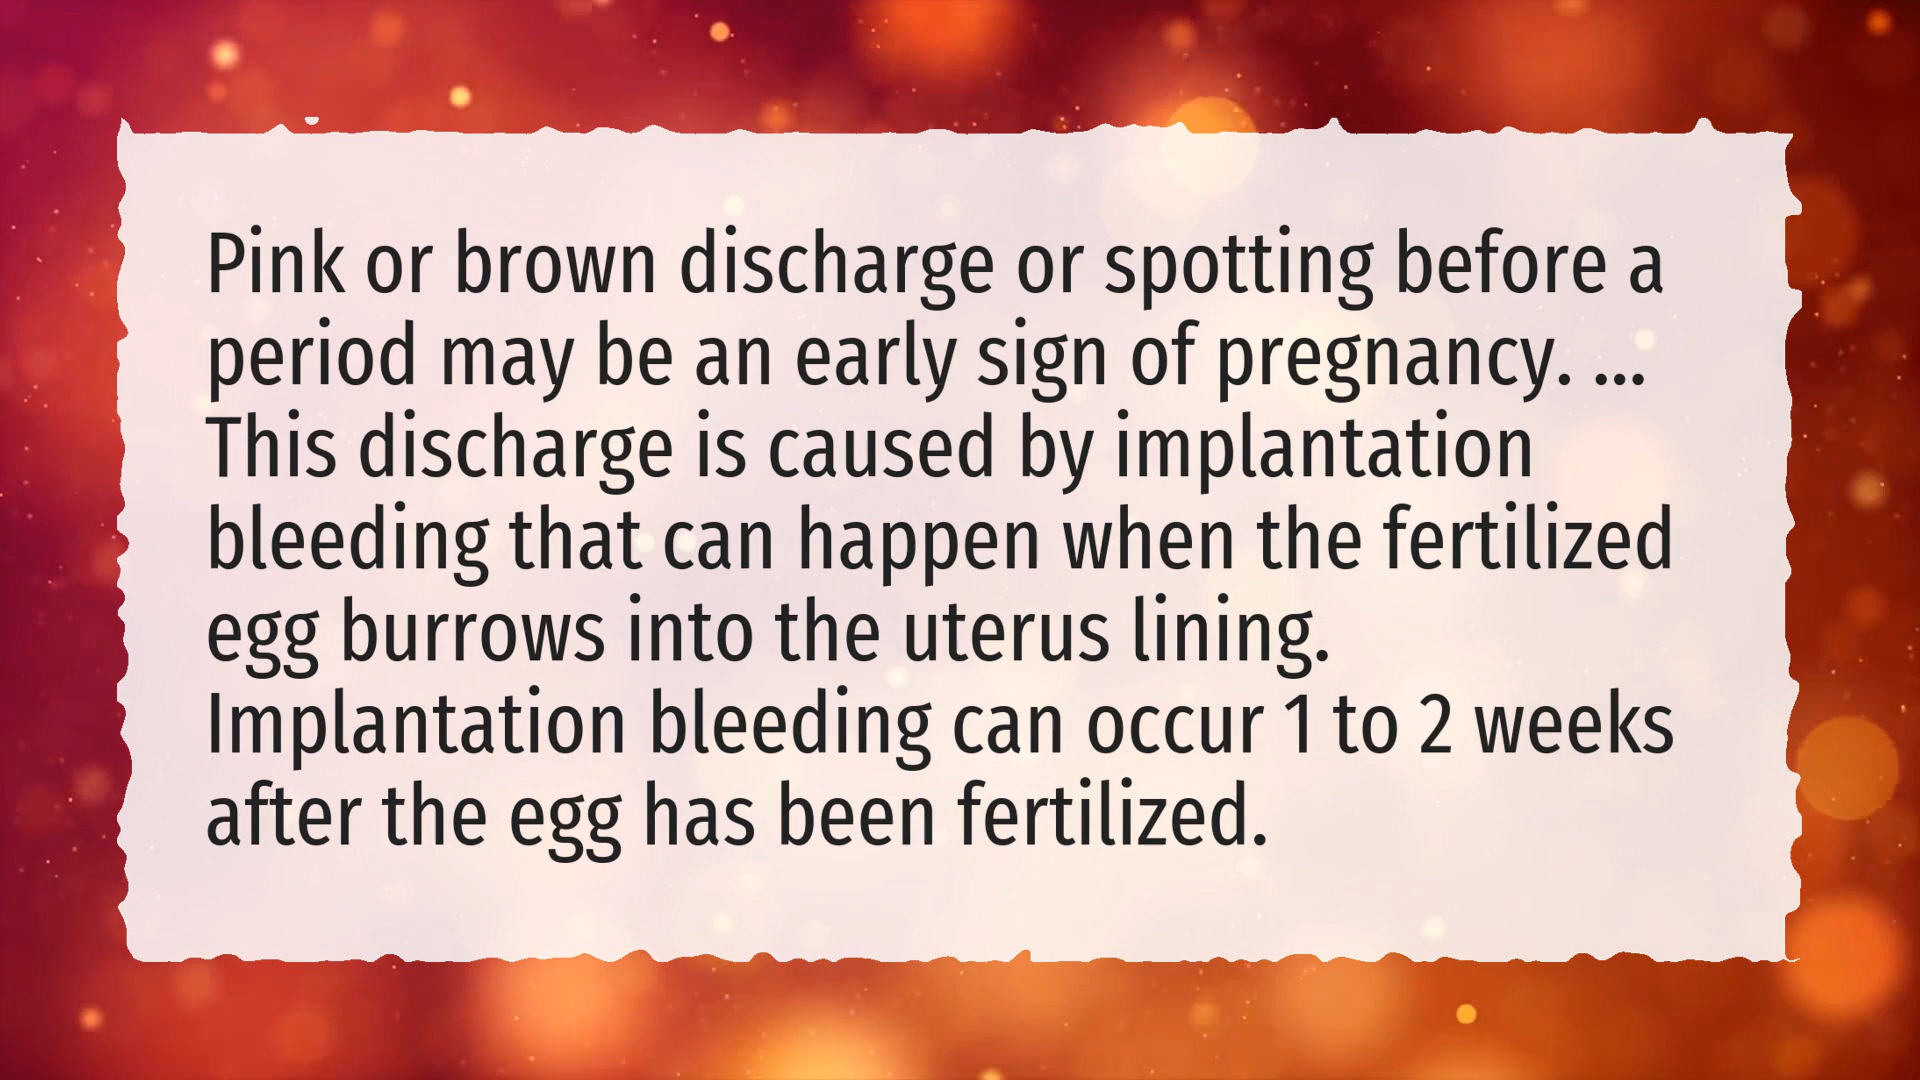 Pink or brown discharge or spotting before a
period may be an early sign of pregnancy. ...
This discharge is caused by implantation
bleeding that can happen when the fertilized
egg burrows into the uterus lining.
Implantation bleeding can occur 1 to 2 weeks
after the egg has been fertilized.